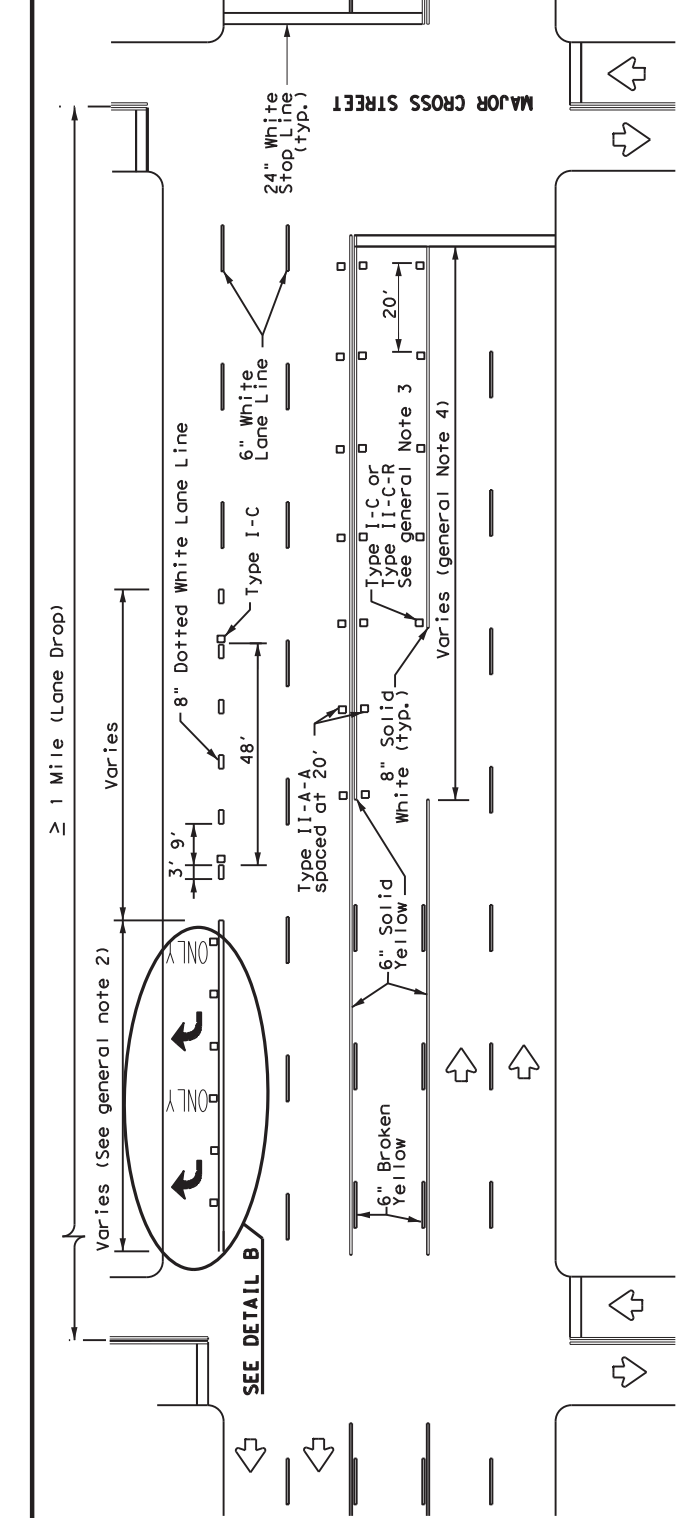 MAJOR CROSS STREET
24" White
Stop Line
(typ.)
20'
6" White
Lane Line
8" Dotted White Lane Line
Type I-C
Type I-C or
Type II-C-R
See general Note 3
Varies (general Note 4)
≥ 1 Mile (Lane Drop)
Varies
48'
8" Solid
White (typ.)
Type II-A-A
spaced at 20'
3' 9'
6" Solid
Yellow
ONLY
ONLY
Varies (See general note 2)
6" Broken
Yellow
SEE DETAIL B